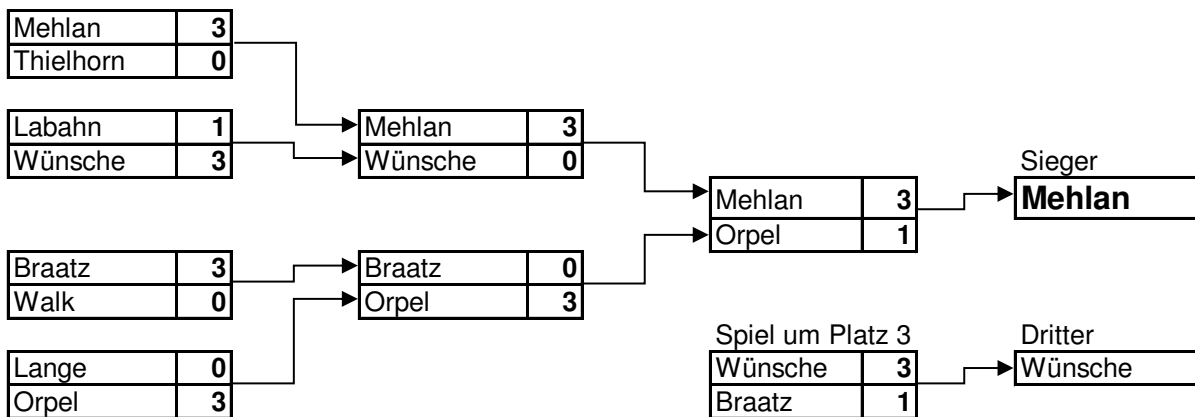 Mehlan 3
Thielhorn 0
Labahn 1
Wünsche 3
Braatz 3
Walk 0
Lange 0
Orpel 3
Mehlan 3
Wünsche 0
Braatz 0
Orpel 3
Mehlan 3
Orpel 1
Sieger
Mehlan
Spiel um Platz 3
Wünsche 3
Braatz 1
Dritter
Wünsche